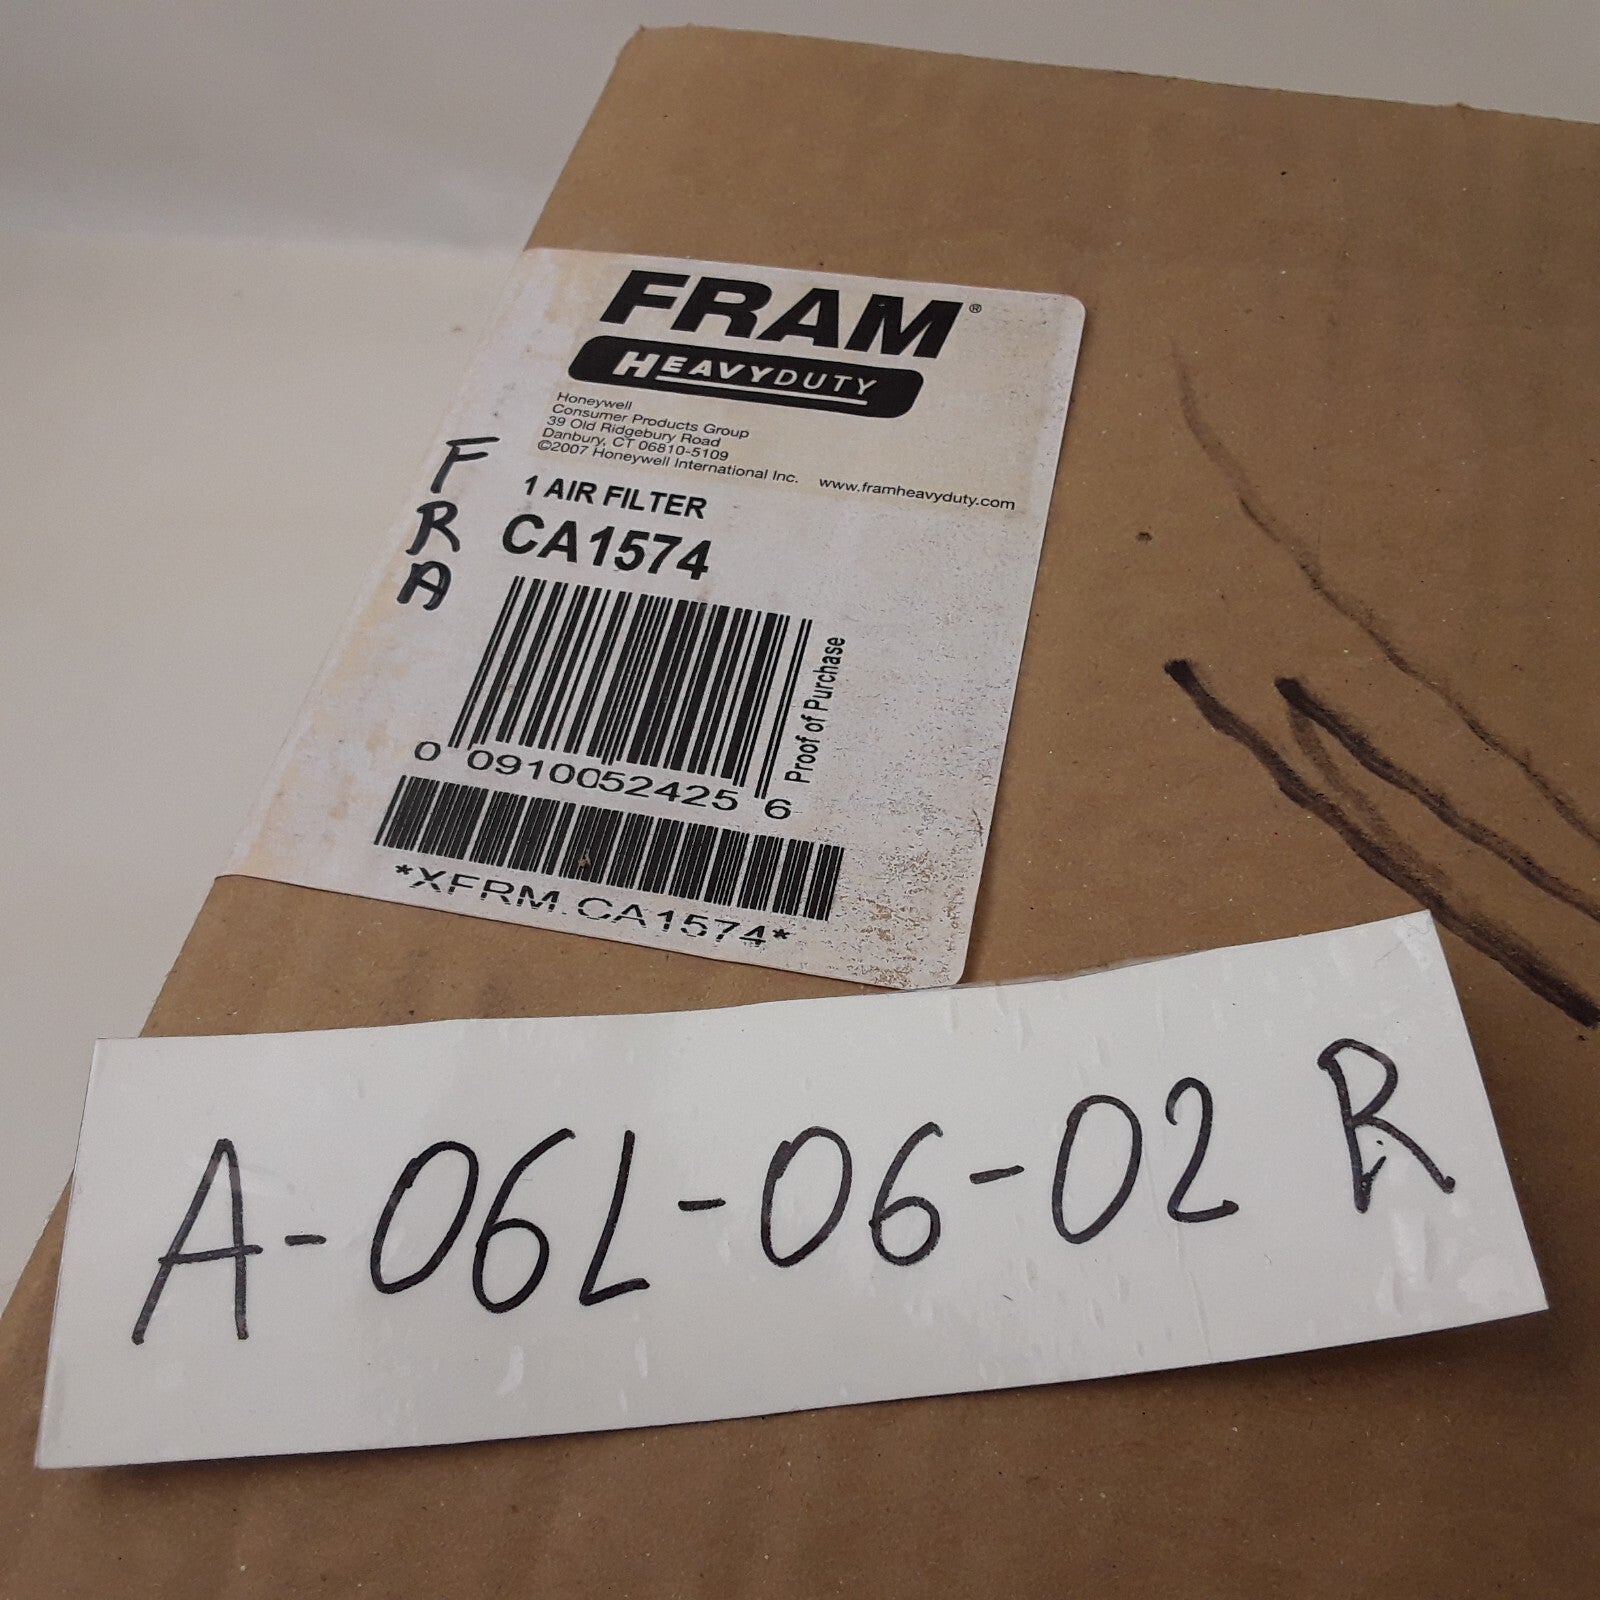 FRAM®
HEAVYDUTY
Honeywell
Consumer Products Group
39 Old Ridgebury Road
Danbury, CT 06810-5109
©2007 Honeywell International Inc. www.framheavyduty.com
F
R
A
1 AIR FILTER
CA1574
Proof of Purchase
0 0910052425 6
*XFRM.CA1574*
A-06L-06-02 R